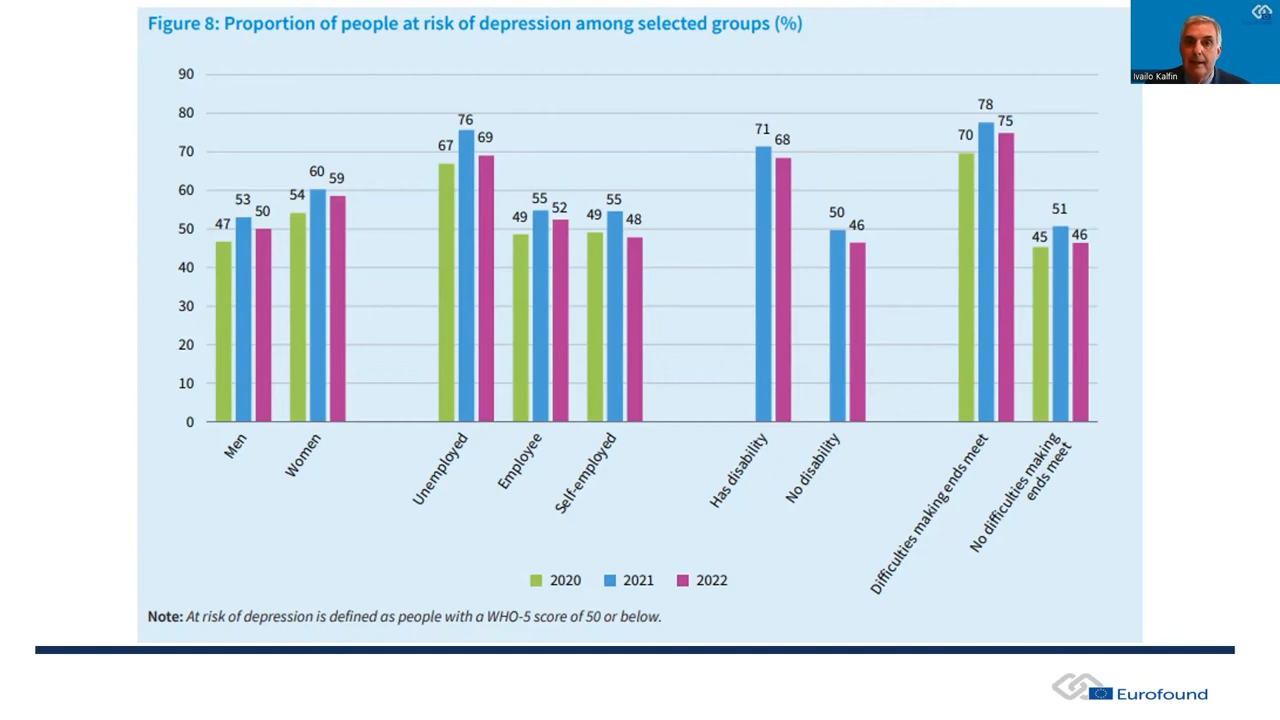 Figure 8: Proportion of people at risk of depression among selected groups (%)
Ivailo Kalfin
90
80
70
60
50
40
30
20
10
0
47
53
50
54
60
59
67
76
69
49
55
52
49
55
48
71
68
50
46
70
78
75
45
51
46
Men
Women
Unemployed
Employee
Self-employed
Has disability
No disability
Difficulties making ends meet
No difficulties making
ends meet
2020 2021 2022
Note: At risk of depression is defined as people with a WHO-5 score of 50 or below.
Eurofound